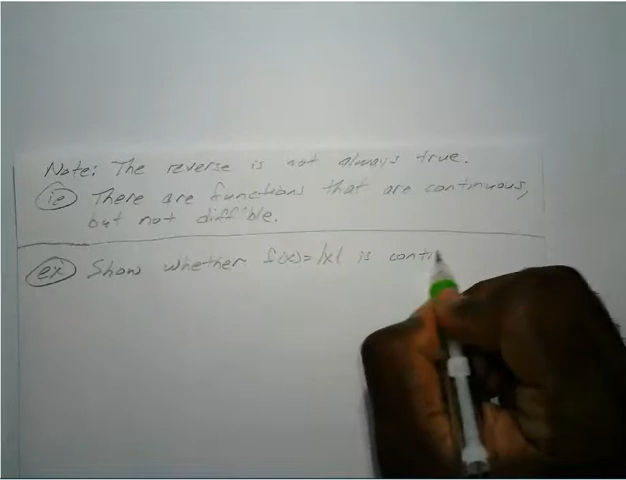 Note: The reverse is not always true.
ie There are functions that are continuous,
but not diff'ble.
ex Show whether f(x)=|x| is conti